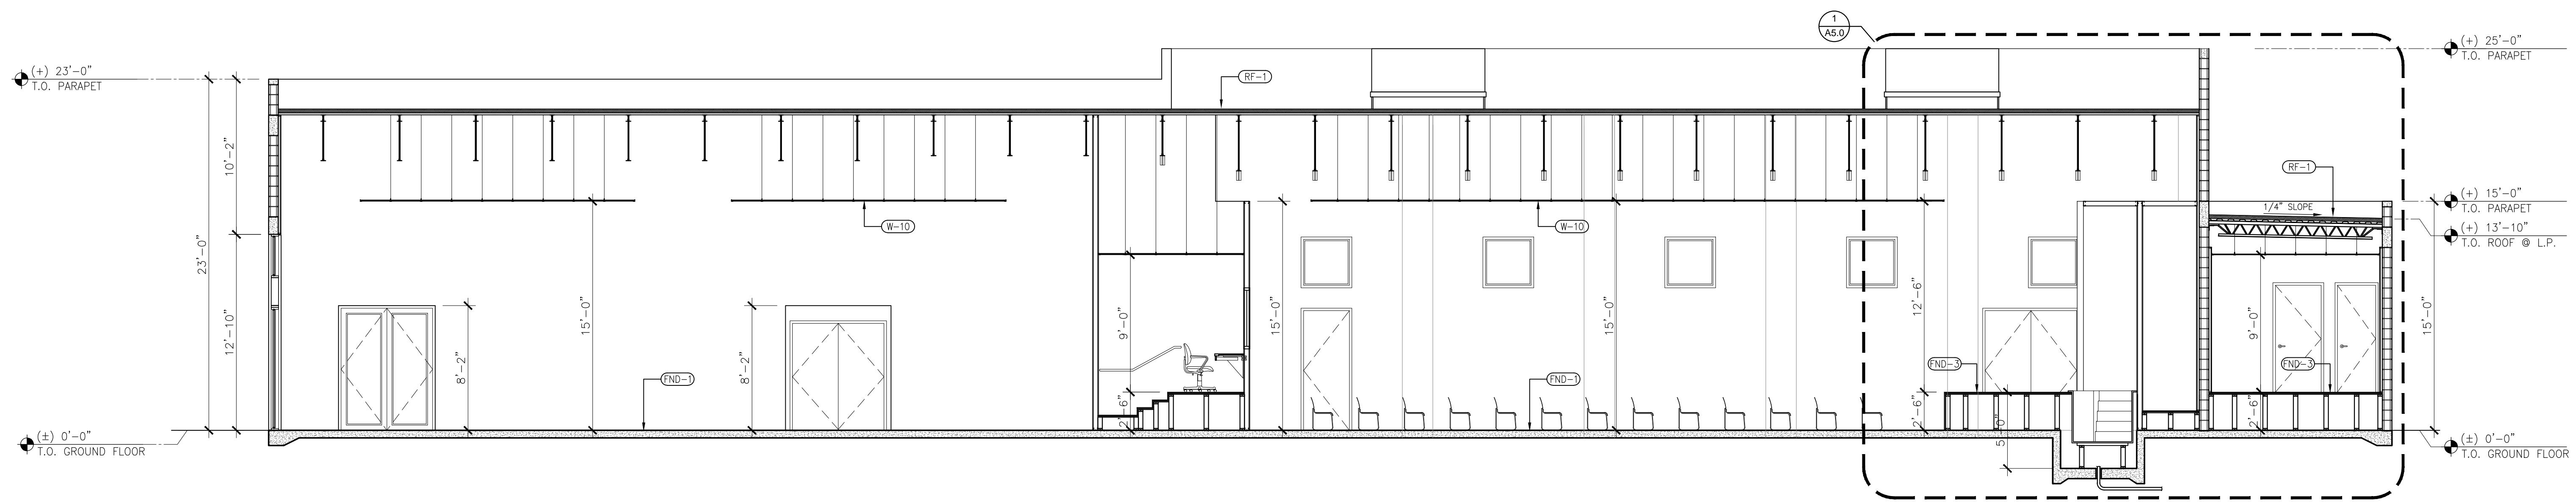 1
A5.0
(+) 25'-0"
T.O. PARAPET
(+) 23'-0"
T.O. PARAPET
RF-1
RF-1
10'-2"
23'-0"
12'-10"
(+) 15'-0"
T.O. PARAPET
1/4" SLOPE
(+) 13'-10"
T.O. ROOF @ L.P.
W-10
W-10
8'-2"
15'-0"
8'-2"
9'-0"
15'-0"
15'-0"
12'-6"
9'-0"
15'-0"
FND-1
FND-1
FND-3
FND-3
2'-6"
2'-6"
2'-6"
5'-0"
(±) 0'-0"
T.O. GROUND FLOOR
(±) 0'-0"
T.O. GROUND FLOOR